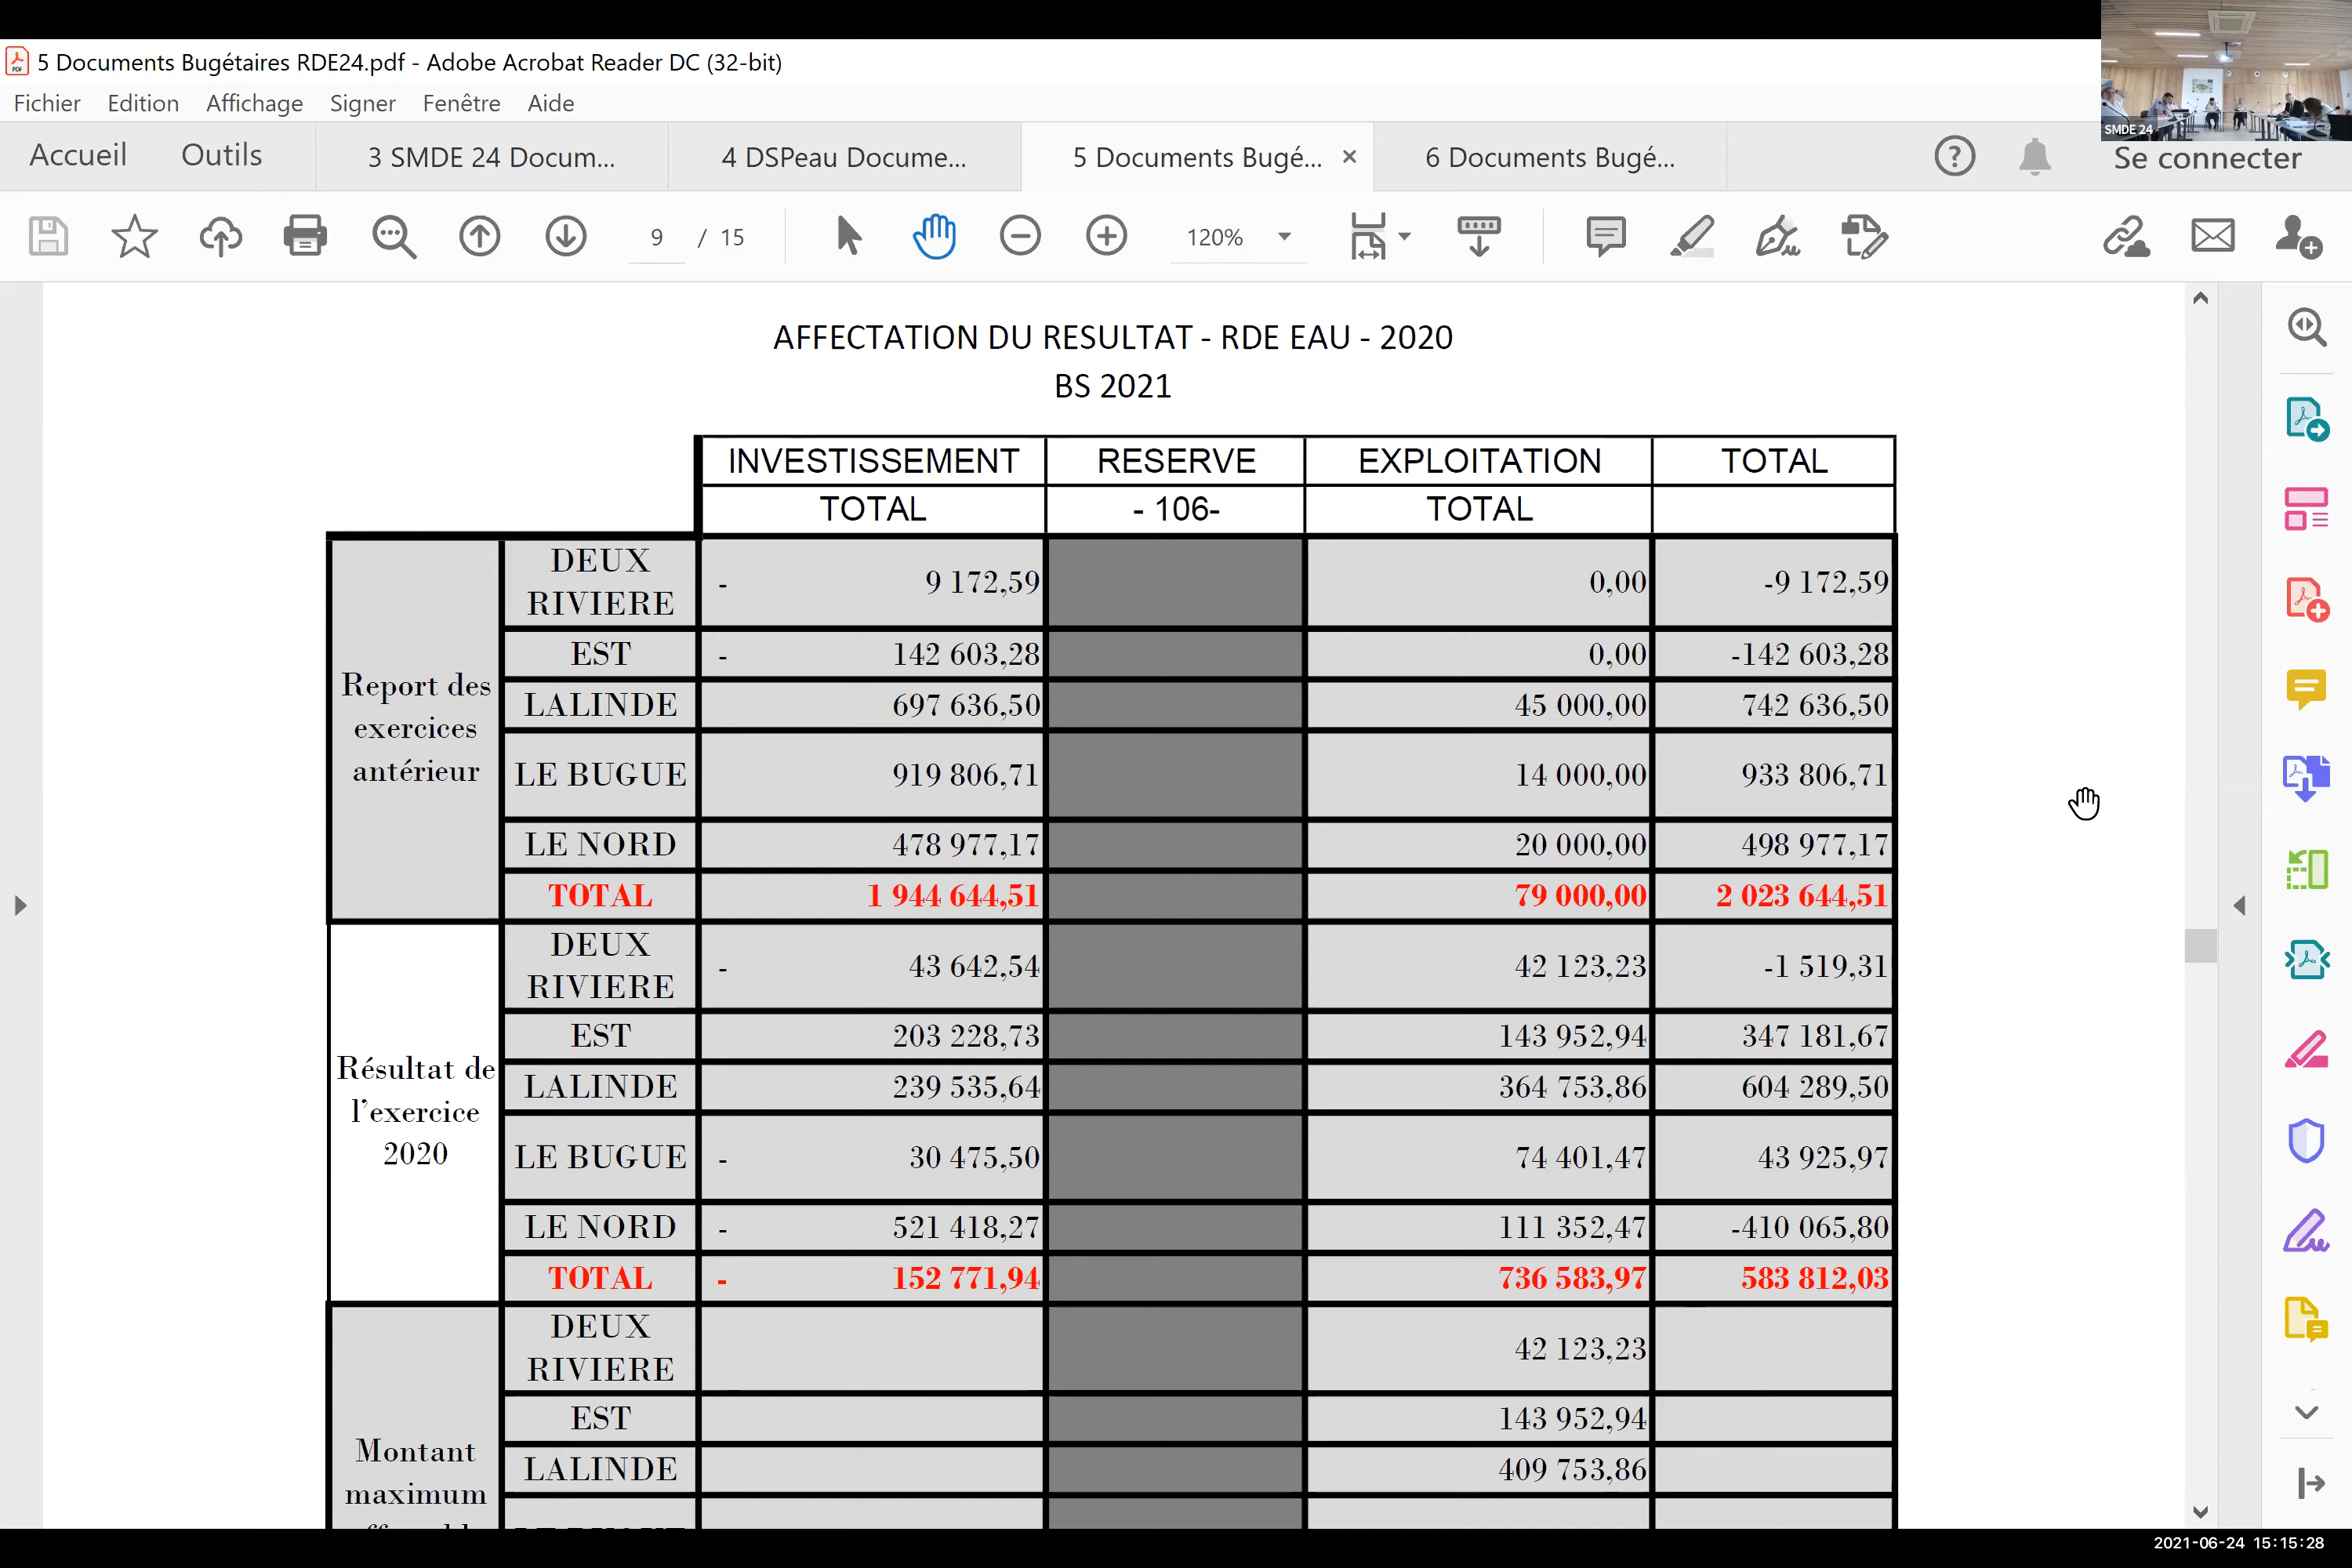 5 Documents Bugétaires RDE24.pdf - Adobe Acrobat Reader DC (32-bit)
SMDE 24
Fichier Edition Affichage Signer Fenêtre Aide
Accueil Outils 3 SMDE 24 Docum... 4 DSPeau Docume... 5 Documents Bugé... × 6 Documents Bugé... Se connecter
9 / 15 120%
AFFECTATION DU RESULTAT - RDE EAU - 2020
BS 2021
INVESTISSEMENT RESERVE EXPLOITATION TOTAL
TOTAL - 106- TOTAL
Report des exercices antérieur
DEUX RIVIERE - 9 172,59 0,00 -9 172,59
EST - 142 603,28 0,00 -142 603,28
LALINDE 697 636,50 45 000,00 742 636,50
LE BUGUE 919 806,71 14 000,00 933 806,71
LE NORD 478 977,17 20 000,00 498 977,17
TOTAL 1 944 644,51 79 000,00 2 023 644,51
Résultat de l'exercice 2020
DEUX RIVIERE - 43 642,54 42 123,23 -1 519,31
EST 203 228,73 143 952,94 347 181,67
LALINDE 239 535,64 364 753,86 604 289,50
LE BUGUE - 30 475,50 74 401,47 43 925,97
LE NORD - 521 418,27 111 352,47 -410 065,80
TOTAL - 152 771,94 736 583,97 583 812,03
Montant maximum
DEUX RIVIERE 42 123,23
EST 143 952,94
LALINDE 409 753,86
2021-06-24 15:15:28